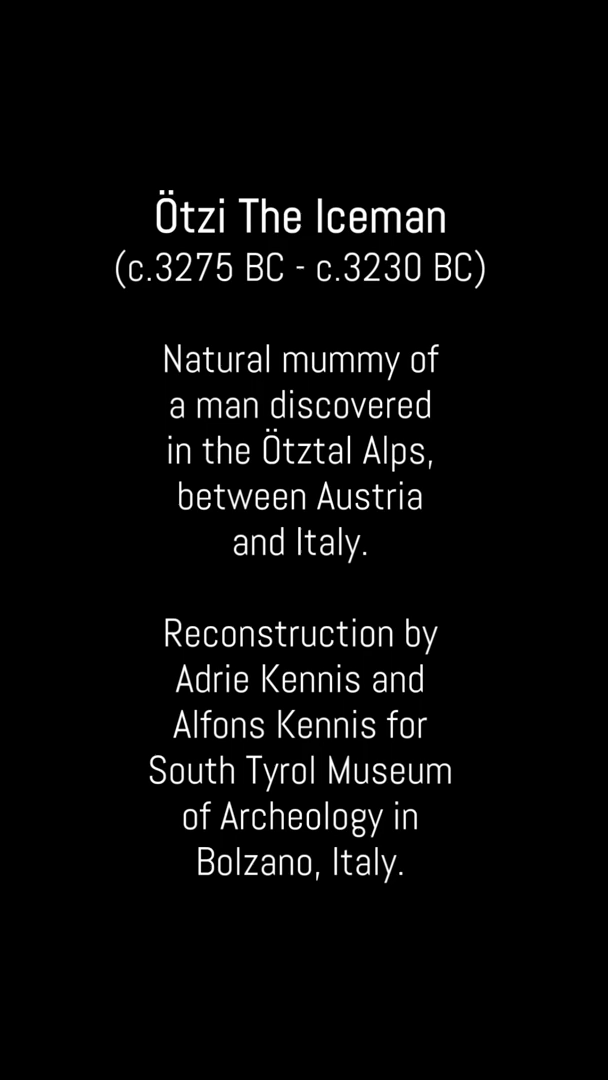 Ötzi The Iceman
(c.3275 BC - c.3230 BC)
Natural mummy of
a man discovered
in the Ötztal Alps,
between Austria
and Italy.
Reconstruction by
Adrie Kennis and
Alfons Kennis for
South Tyrol Museum
of Archeology in
Bolzano, Italy.